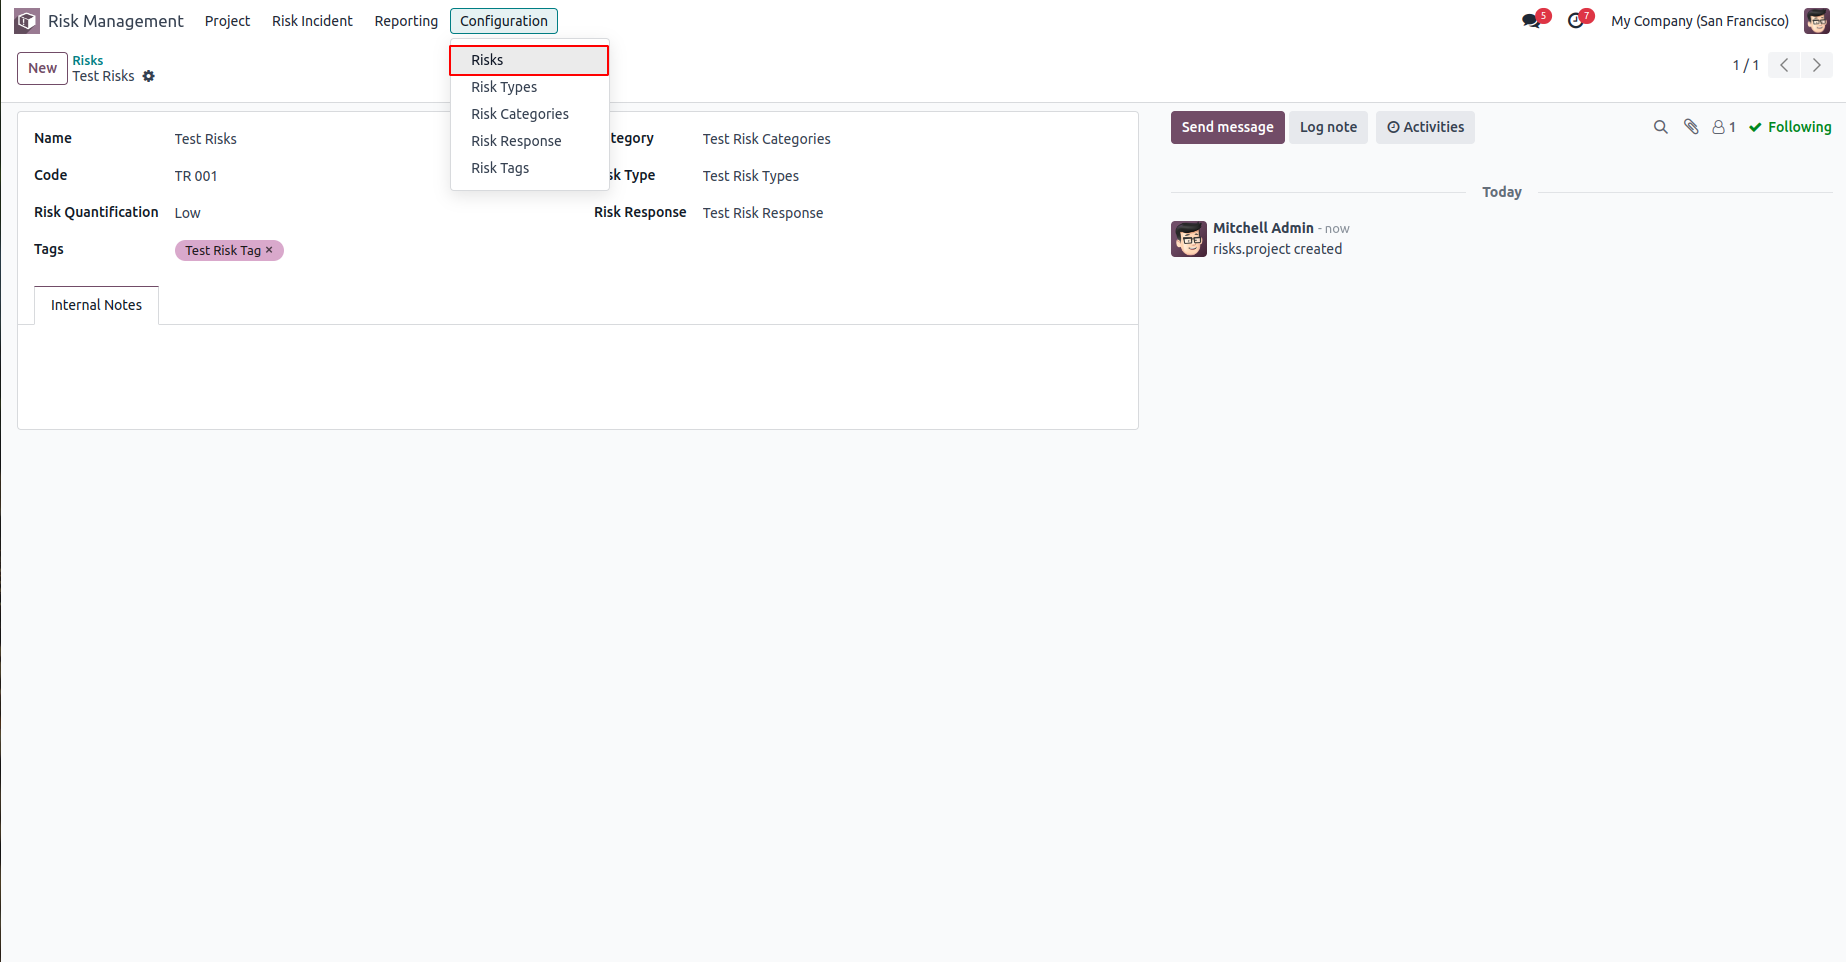 Risk Management Project Risk Incident Reporting Configuration 5 7 My Company (San Francisco)
New Risks
Test Risks
1 / 1
Risks
Risk Types
Risk Categories
Risk Response
Risk Tags
Name Test Risks
Code TR 001
Risk Quantification Low
Tags Test Risk Tag ×
tegory Test Risk Categories
sk Type Test Risk Types
Risk Response Test Risk Response
Internal Notes
Send message Log note Activities 1 Following
Today
Mitchell Admin - now
risks.project created